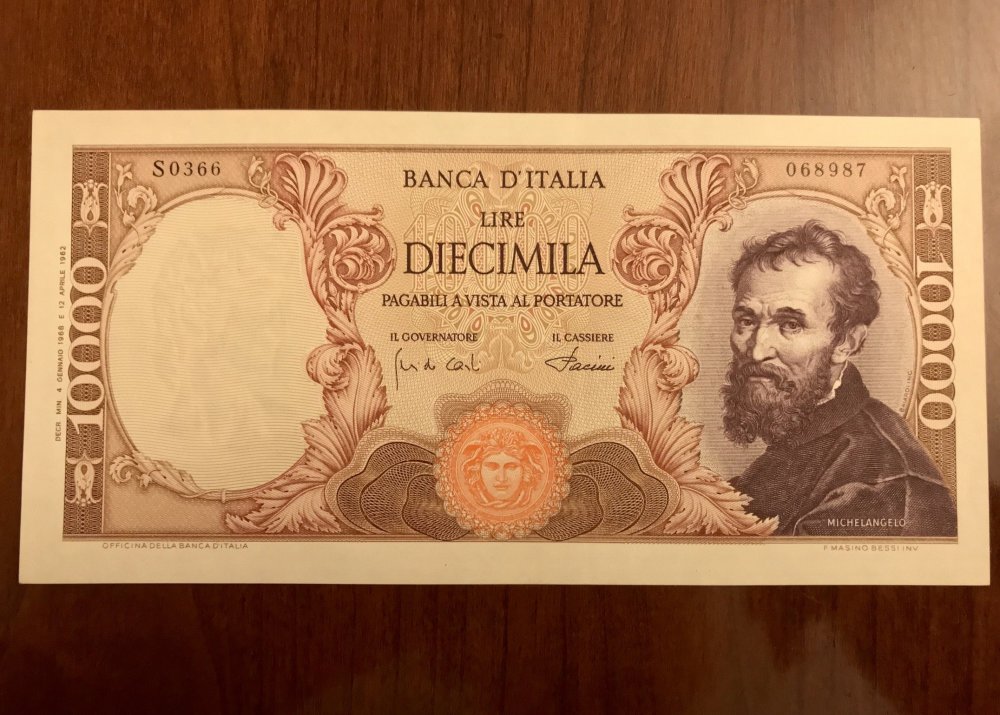 S0366
068987
BANCA D'ITALIA
LIRE
DIECIMILA
PAGABILI A VISTA AL PORTATORE
IL GOVERNATORE
IL CASSIERE
10000
10000
DECR. MIN. 4 GENNAIO 1968 E 12 APRILE 1962
MICHELANGELO
OFFICINA DELLA BANCA D'ITALIA
F. MASINO BESSI INV.